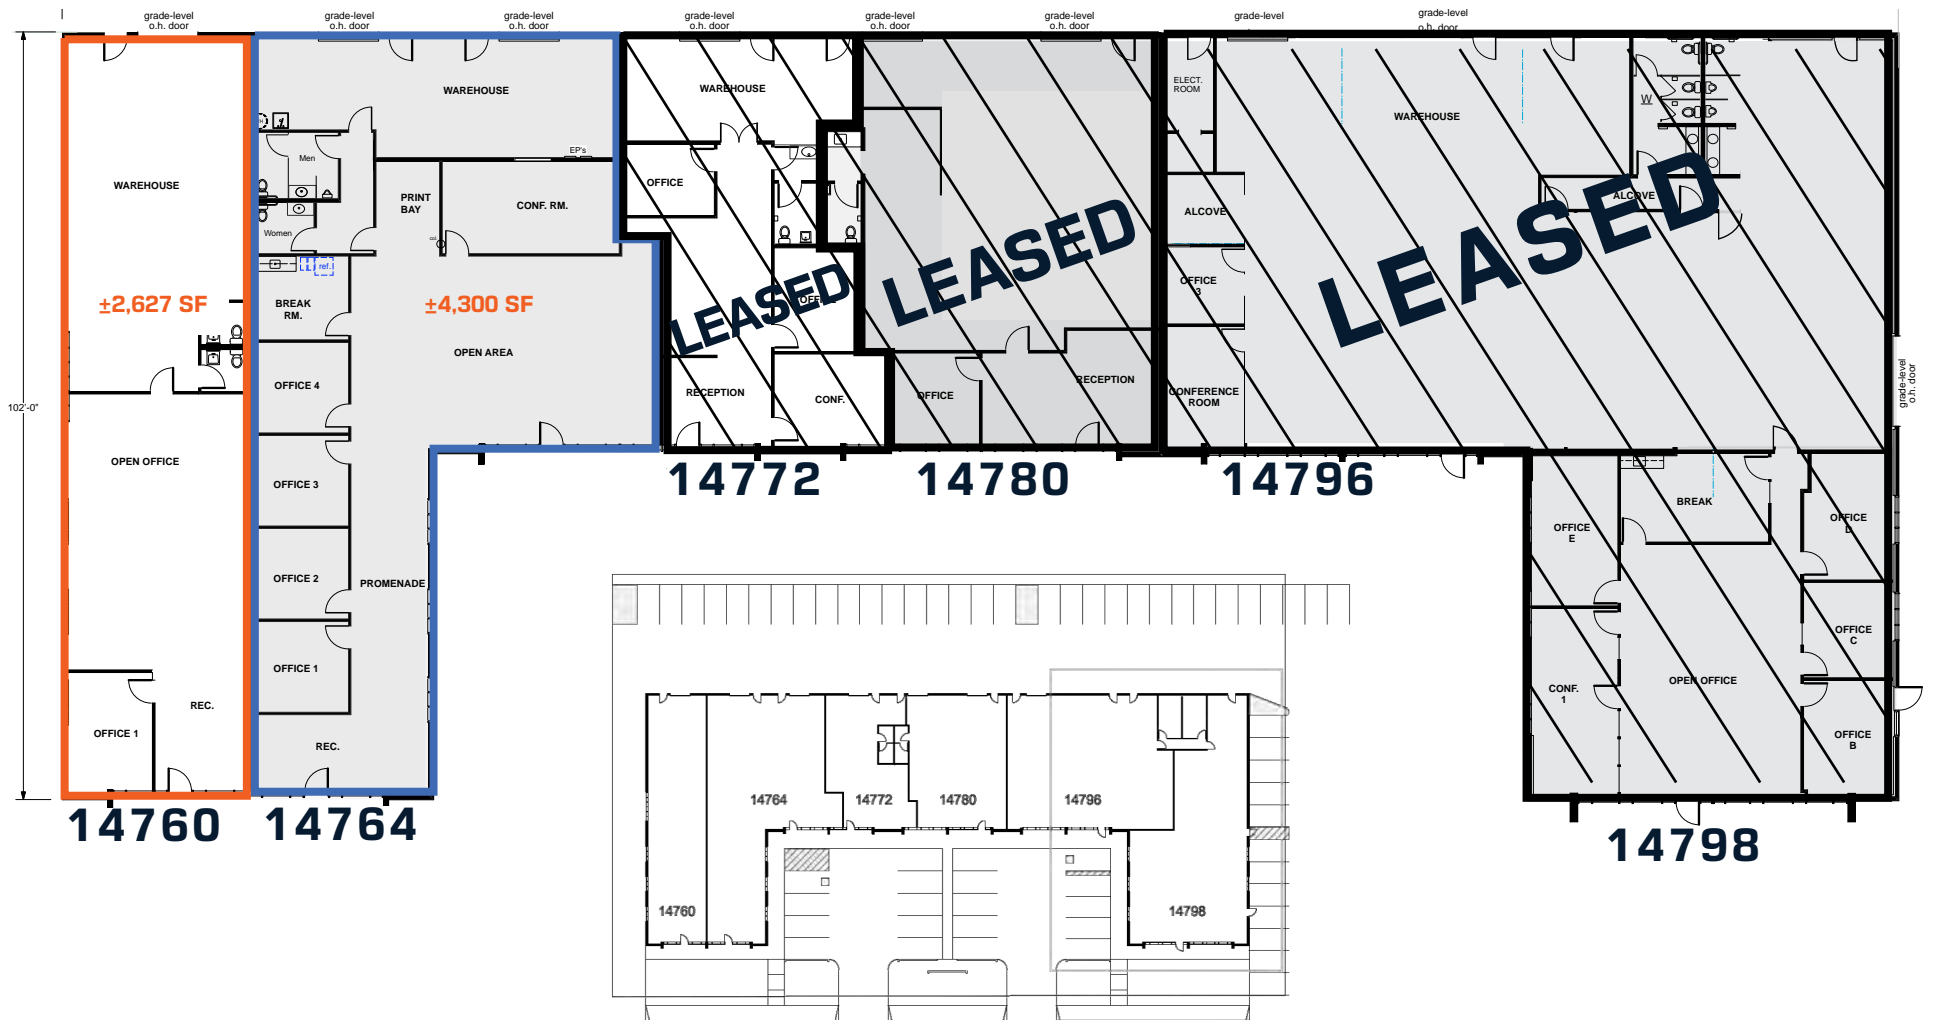 grade-level
o.h. door
grade-level
o.h. door
grade-level
o.h. door
grade-level
o.h. door
grade-level
o.h. door
grade-level
o.h. door
grade-level
grade-level
o.h. door
102'-0"
WAREHOUSE
±2,627 SF
OPEN OFFICE
OFFICE 1
REC.
14760
WAREHOUSE
EP's
Men
Women
PRINT
BAY
CONF. RM.
ref.
BREAK
RM.
±4,300 SF
OPEN AREA
OFFICE 4
OFFICE 3
OFFICE 2
OFFICE 1
PROMENADE
REC.
14764
WAREHOUSE
OFFICE
OFFICE
LEASED
RECEPTION
CONF.
14772
LEASED
OFFICE
RECEPTION
14780
ELECT.
ROOM
WAREHOUSE
W
ALCOVE
ALCOVE
OFFICE
3
LEASED
CONFERENCE
ROOM
14796
grade-level
o.h. door
BREAK
OFFICE
E
OFFICE
D
OFFICE
C
CONF.
1
OPEN OFFICE
OFFICE
B
14798
14764
14772
14780
14796
14760
14798